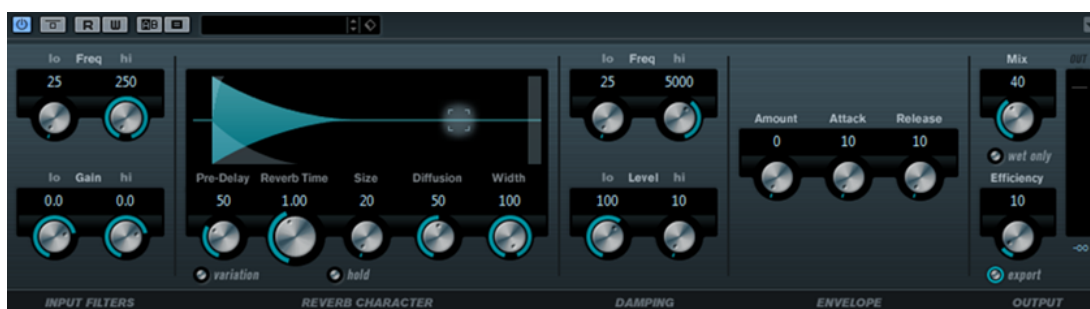 R W AB
lo Freq hi
25 250
lo Gain hi
0.0 0.0
INPUT FILTERS
Pre-Delay Reverb Time Size Diffusion Width
50 1.00 20 50 100
variation hold
REVERB CHARACTER
lo Freq hi
25 5000
lo Level hi
100 10
DAMPING
Amount Attack Release
0 10 10
ENVELOPE
Mix OUT
40
wet only
Efficiency
10
-∞
export
OUTPUT